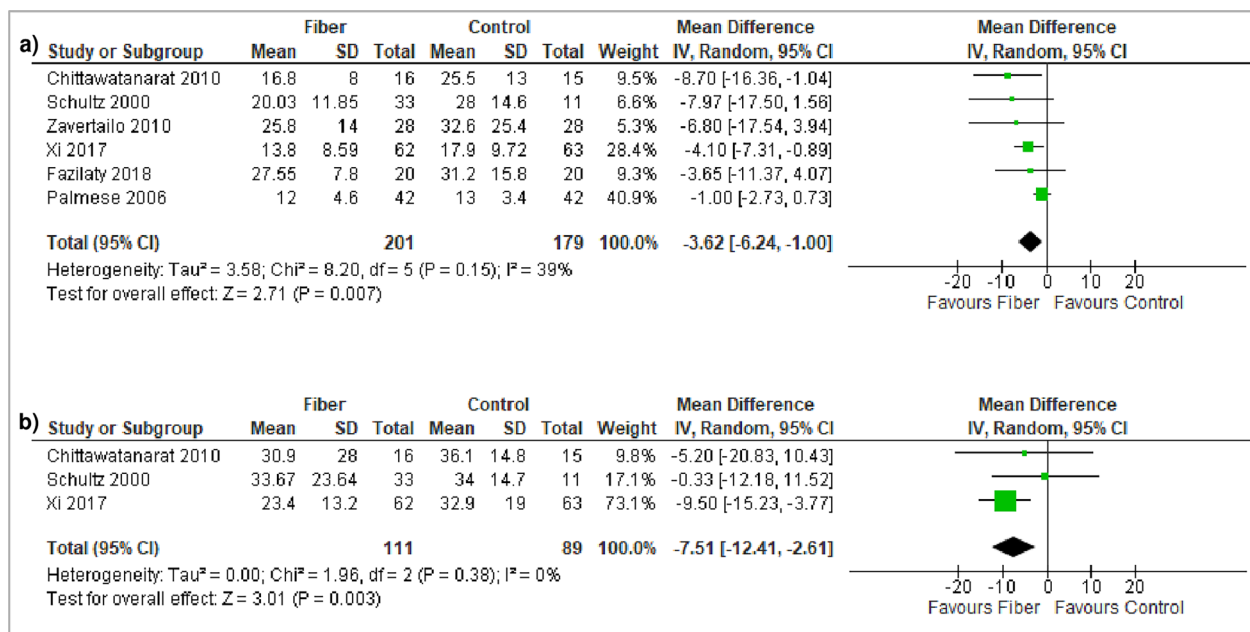 Fiber Control Mean Difference Mean Difference
a) Study or Subgroup Mean SD Total Mean SD Total Weight IV, Random, 95% CI IV, Random, 95% CI
Chittawatanarat 2010 16.8 8 16 25.5 13 15 9.5% -8.70 [-16.36, -1.04]
Schultz 2000 20.03 11.85 33 28 14.6 11 6.6% -7.97 [-17.50, 1.56]
Zavertailo 2010 25.8 14 28 32.6 25.4 28 5.3% -6.80 [-17.54, 3.94]
Xi 2017 13.8 8.59 62 17.9 9.72 63 28.4% -4.10 [-7.31, -0.89]
Fazilaty 2018 27.55 7.8 20 31.2 15.8 20 9.3% -3.65 [-11.37, 4.07]
Palmese 2006 12 4.6 42 13 3.4 42 40.9% -1.00 [-2.73, 0.73]
Total (95% CI) 201 179 100.0% -3.62 [-6.24, -1.00]
Heterogeneity: Tau² = 3.58; Chi² = 8.20, df = 5 (P = 0.15); I² = 39%
Test for overall effect: Z = 2.71 (P = 0.007)
-20 -10 0 10 20
Favours Fiber Favours Control
Fiber Control Mean Difference Mean Difference
b) Study or Subgroup Mean SD Total Mean SD Total Weight IV, Random, 95% CI IV, Random, 95% CI
Chittawatanarat 2010 30.9 28 16 36.1 14.8 15 9.8% -5.20 [-20.83, 10.43]
Schultz 2000 33.67 23.64 33 34 14.7 11 17.1% -0.33 [-12.18, 11.52]
Xi 2017 23.4 13.2 62 32.9 19 63 73.1% -9.50 [-15.23, -3.77]
Total (95% CI) 111 89 100.0% -7.51 [-12.41, -2.61]
Heterogeneity: Tau² = 0.00; Chi² = 1.96, df = 2 (P = 0.38); I² = 0%
Test for overall effect: Z = 3.01 (P = 0.003)
-20 -10 0 10 20
Favours Fiber Favours Control